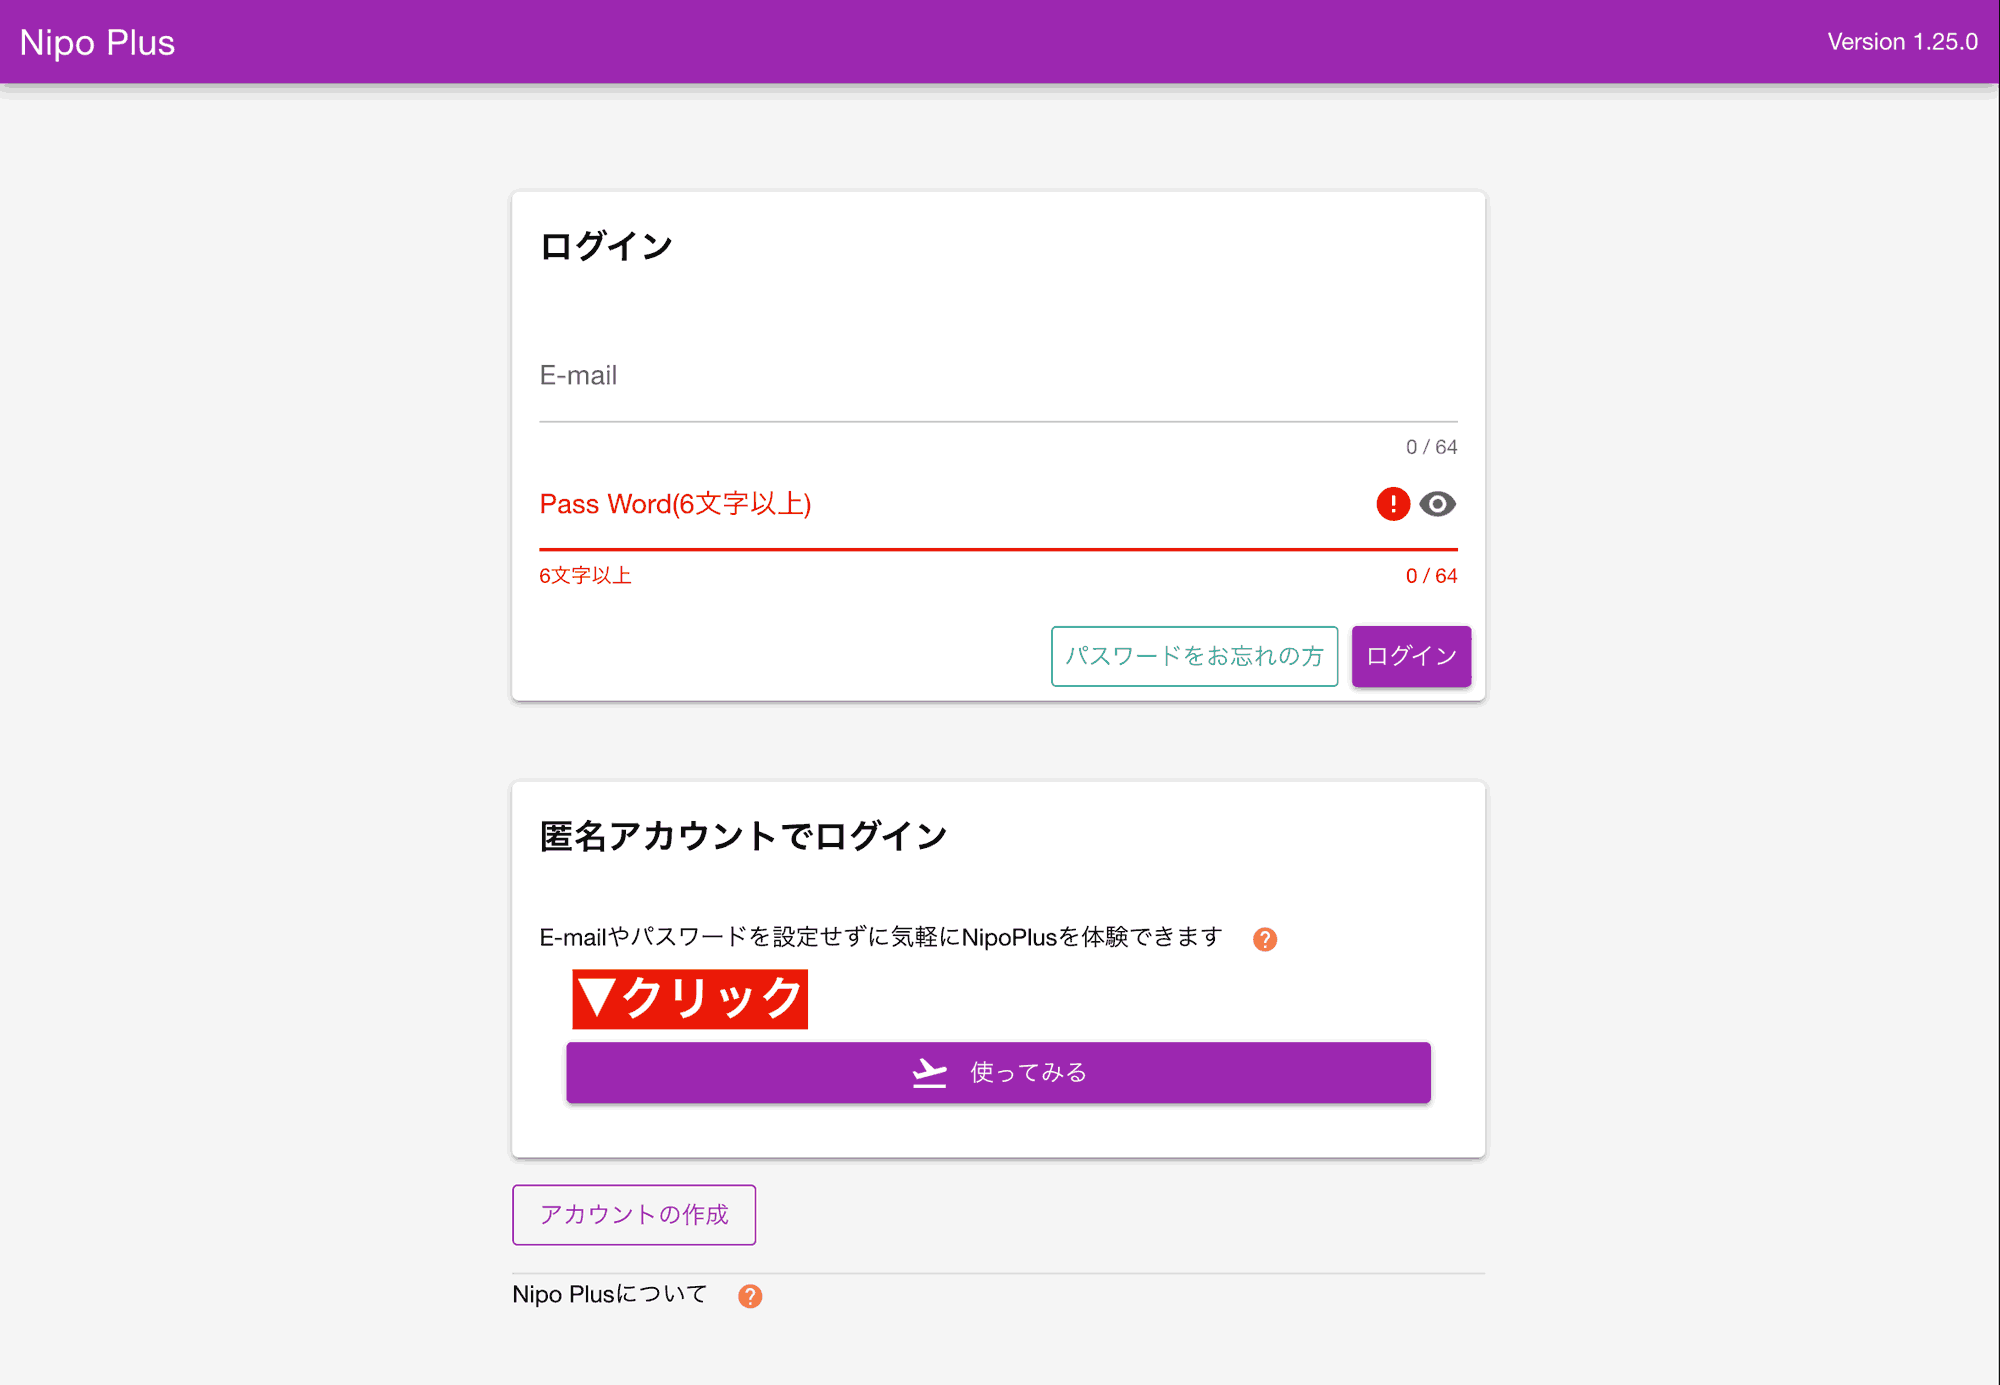 Nipo Plus
Version 1.25.0
ログイン
E-mail
0 / 64
Pass Word(6文字以上)
6文字以上
0 / 64
パスワードをお忘れの方
ログイン
匿名アカウントでログイン
E-mailやパスワードを設定せずに気軽にNipoPlusを体験できます
▼クリック
使ってみる
アカウントの作成
Nipo Plusについて